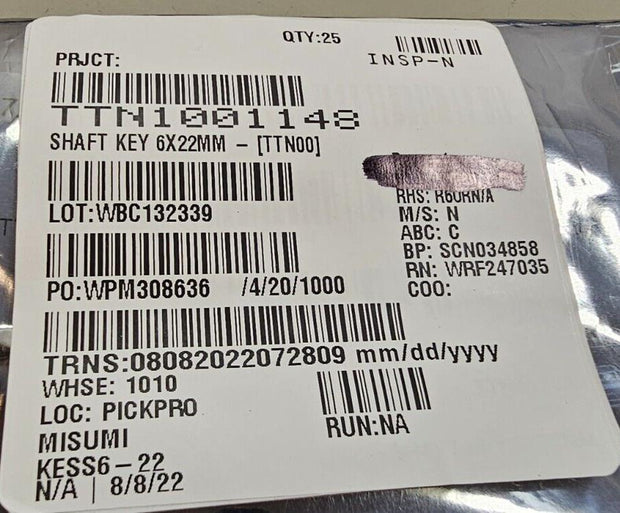 QTY:25
PRJCT:
INSP-N
TTN1001148
SHAFT KEY 6X22MM - [TTN00]
LOT:WBC132339
RHS: R6URN/A
M/S: N
ABC: C
BP: SCN034858
RN: WRF247035
COO:
PO:WPM308636 /4/20/1000
TRNS:08082022072809 mm/dd/yyyy
WHSE: 1010
LOC: PICKPRO
RUN:NA
MISUMI
KESS6-22
N/A | 8/8/22